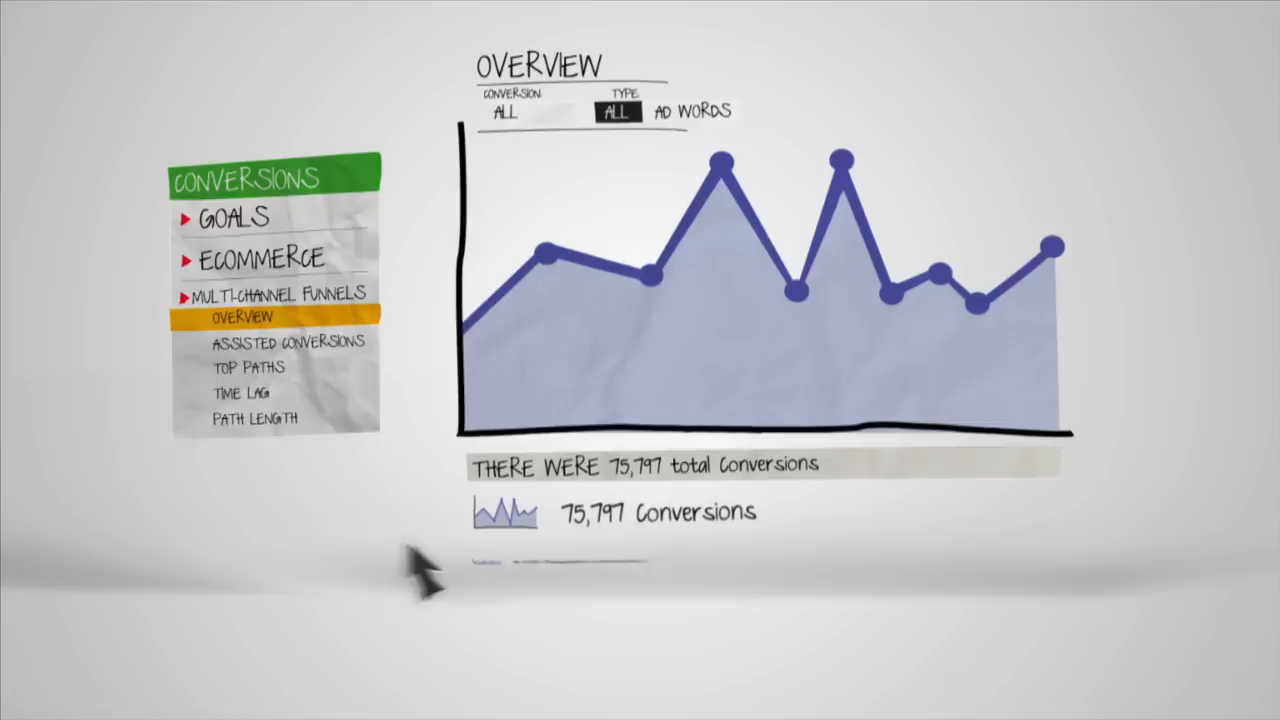 OVERVIEW
CONVERSION TYPE
ALL ALL AD WORDS
CONVERSIONS
GOALS
ECOMMERCE
MULTI-CHANNEL FUNNELS
OVERVIEW
ASSISTED CONVERSIONS
TOP PATHS
TIME LAG
PATH LENGTH
THERE WERE 75,797 total Conversions
75,797 Conversions